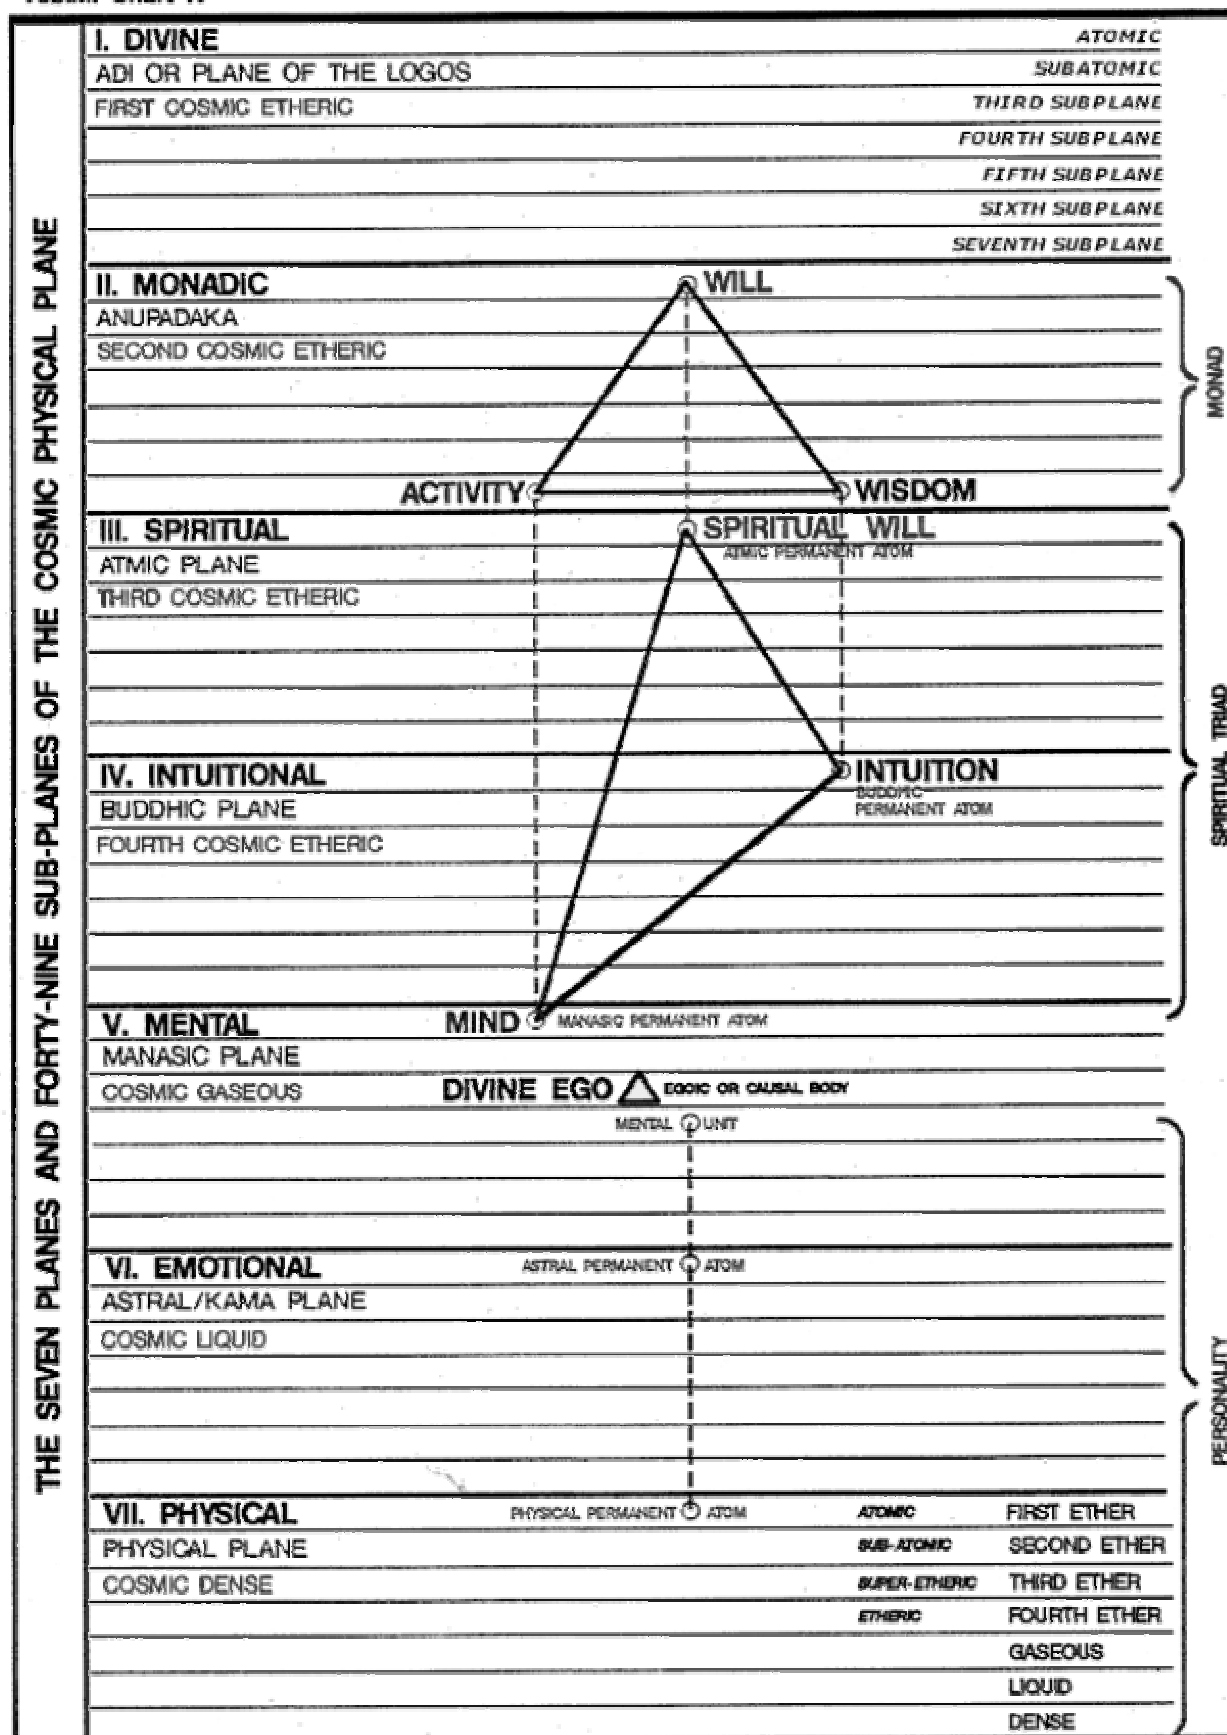 I. DIVINE ATOMIC
ADI OR PLANE OF THE LOGOS SUBATOMIC
FIRST COSMIC ETHERIC THIRD SUBPLANE
FOURTH SUBPLANE
FIFTH SUBPLANE
SIXTH SUBPLANE
SEVENTH SUBPLANE
THE SEVEN PLANES AND FORTY-NINE SUB-PLANES OF THE COSMIC PHYSICAL PLANE
II. MONADIC WILL
ANUPADAKA
SECOND COSMIC ETHERIC
MONAD
ACTIVITY WISDOM
III. SPIRITUAL SPIRITUAL WILL
ATMIC PERMANENT ATOM
ATMIC PLANE
THIRD COSMIC ETHERIC
SPIRITUAL TRIAD
IV. INTUITIONAL INTUITION
BUDDHIC
BUDDHIC PLANE PERMANENT ATOM
FOURTH COSMIC ETHERIC
V. MENTAL MIND MANASIC PERMANENT ATOM
MANASIC PLANE
COSMIC GASEOUS DIVINE EGO EGOIC OR CAUSAL BODY
MENTAL UNIT
VI. EMOTIONAL ASTRAL PERMANENT ATOM
ASTRAL/KAMA PLANE
COSMIC LIQUID
PERSONALITY
VII. PHYSICAL PHYSICAL PERMANENT ATOM ATOMIC FIRST ETHER
PHYSICAL PLANE SUB-ATOMIC SECOND ETHER
COSMIC DENSE SUPER-ETHERIC THIRD ETHER
ETHERIC FOURTH ETHER
GASEOUS
LIQUID
DENSE